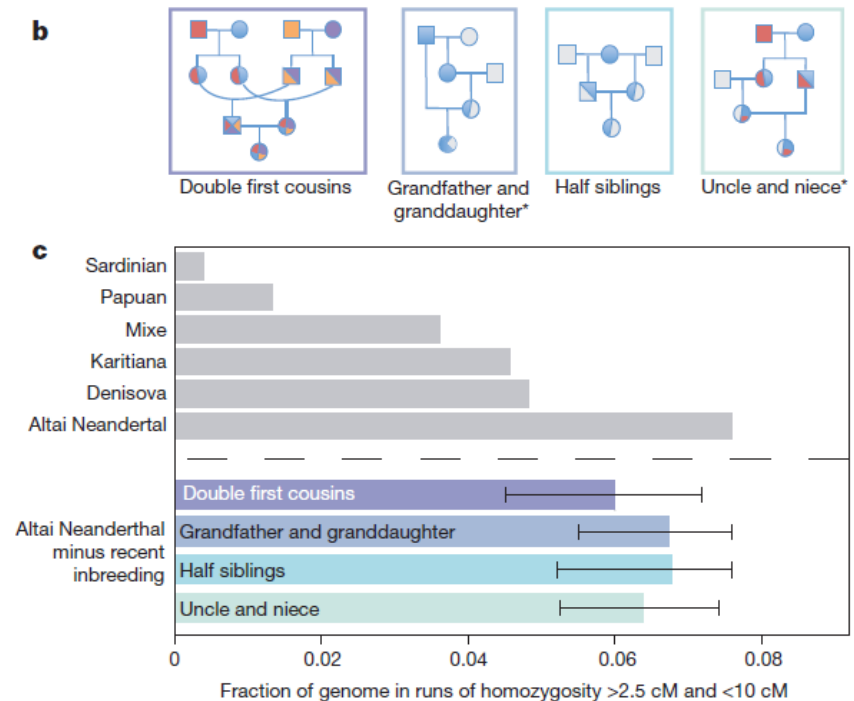 b
Double first cousins
Grandfather and
granddaughter*
Half siblings
Uncle and niece*
c
Sardinian
Papuan
Mixe
Karitiana
Denisova
Altai Neandertal
Altai Neanderthal
minus recent
inbreeding
Double first cousins
Grandfather and granddaughter
Half siblings
Uncle and niece
0
0.02
0.04
0.06
0.08
Fraction of genome in runs of homozygosity >2.5 cM and <10 cM